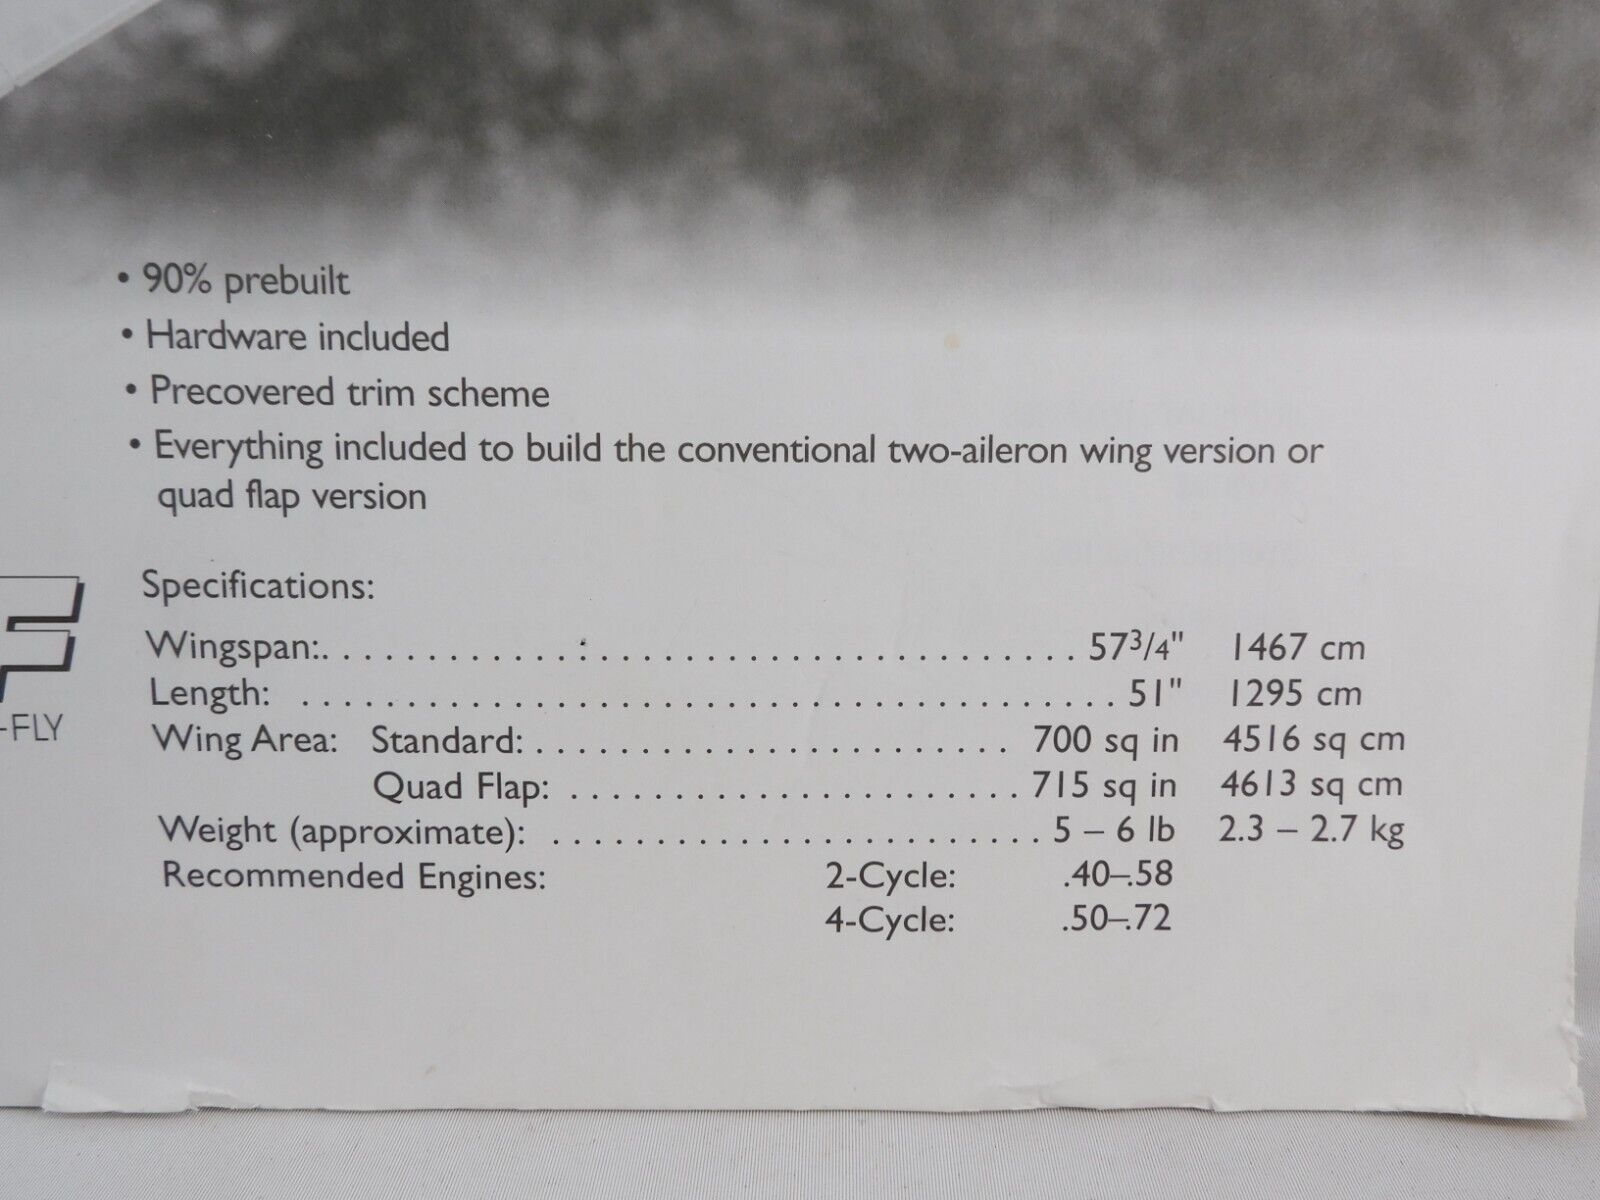 • 90% prebuilt
• Hardware included
• Precovered trim scheme
• Everything included to build the conventional two-aileron wing version or
quad flap version
F
-FLY
Specifications:
Wingspan:. . . . . . . . . . . . . . . . . . . . . . . . . . . . . . . . . . . . . 57 3/4" 1467 cm
Length: . . . . . . . . . . . . . . . . . . . . . . . . . . . . . . . . . . . . . . . 51" 1295 cm
Wing Area: Standard: . . . . . . . . . . . . . . . . . . . . . . . 700 sq in 4516 sq cm
Quad Flap: . . . . . . . . . . . . . . . . . . . . . . 715 sq in 4613 sq cm
Weight (approximate): . . . . . . . . . . . . . . . . . . . . . . . . 5 – 6 lb 2.3 – 2.7 kg
Recommended Engines: 2-Cycle: .40–.58
4-Cycle: .50–.72